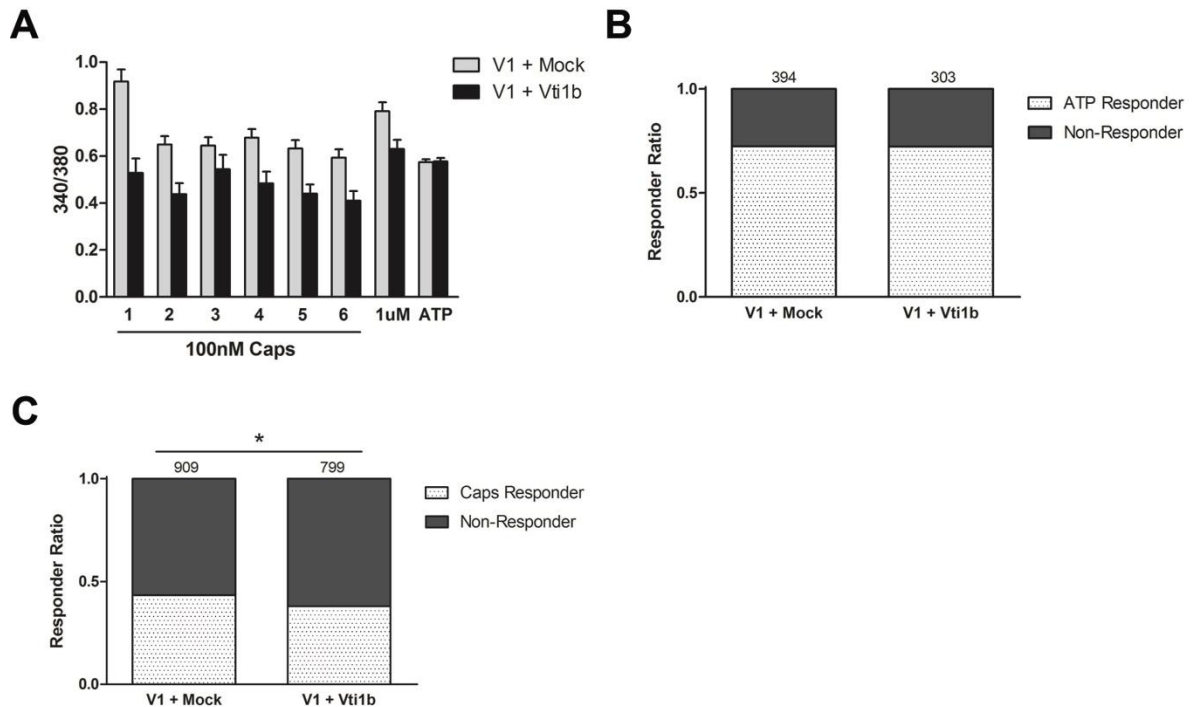 A
V1 + Mock
V1 + Vti1b
340/380
1.0
0.8
0.6
0.4
0.2
0.0
1 2 3 4 5 6 1uM ATP
100nM Caps
B
394 303
ATP Responder
Non-Responder
Responder Ratio
1.0
0.5
0.0
V1 + Mock V1 + Vti1b
C
*
909 799
Caps Responder
Non-Responder
Responder Ratio
1.0
0.5
0.0
V1 + Mock V1 + Vti1b